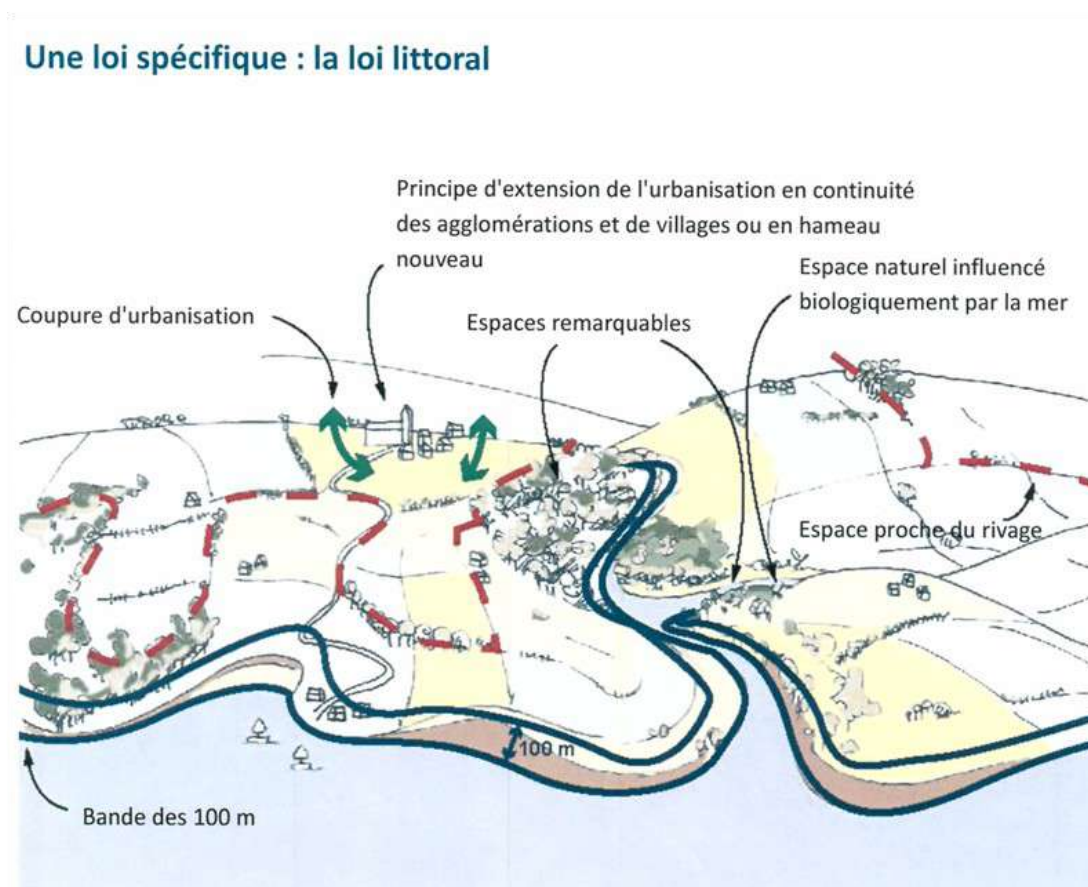 Une loi spécifique : la loi littoral
Principe d'extension de l'urbanisation en continuité
des agglomérations et de villages ou en hameau
nouveau
Espace naturel influencé
biologiquement par la mer
Coupure d'urbanisation
Espaces remarquables
Espace proche du rivage
100 m
Bande des 100 m